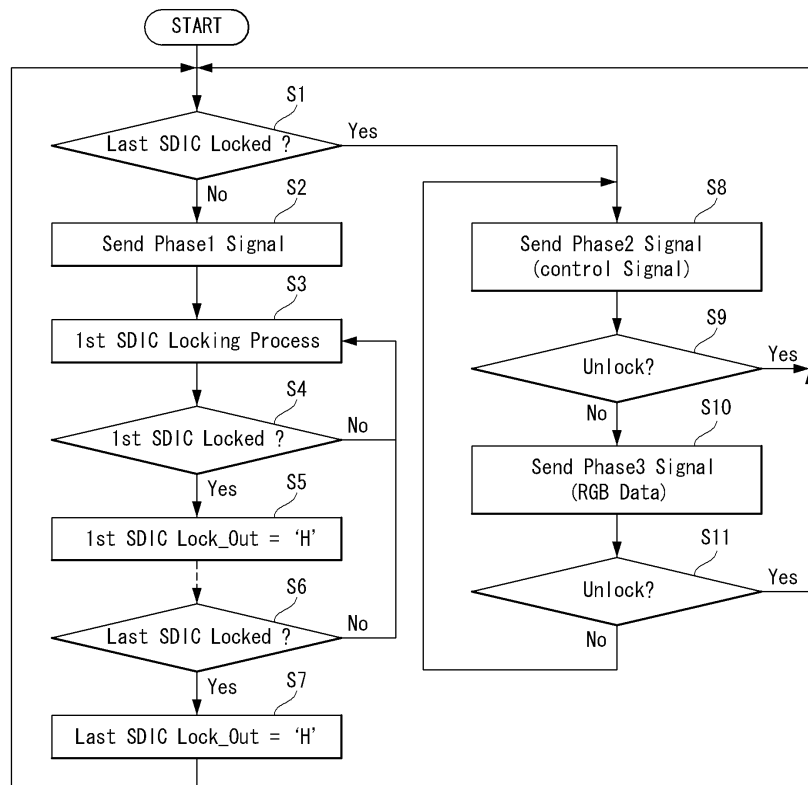 START
S1
Last SDIC Locked ?
Yes
No
S2
Send Phase1 Signal
S3
1st SDIC Locking Process
S4
1st SDIC Locked ?
No
Yes
S5
1st SDIC Lock_Out = ‘H’
S6
Last SDIC Locked ?
No
Yes
S7
Last SDIC Lock_Out = ‘H’
S8
Send Phase2 Signal
(control Signal)
S9
Unlock?
Yes
No
S10
Send Phase3 Signal
(RGB Data)
S11
Unlock?
Yes
No